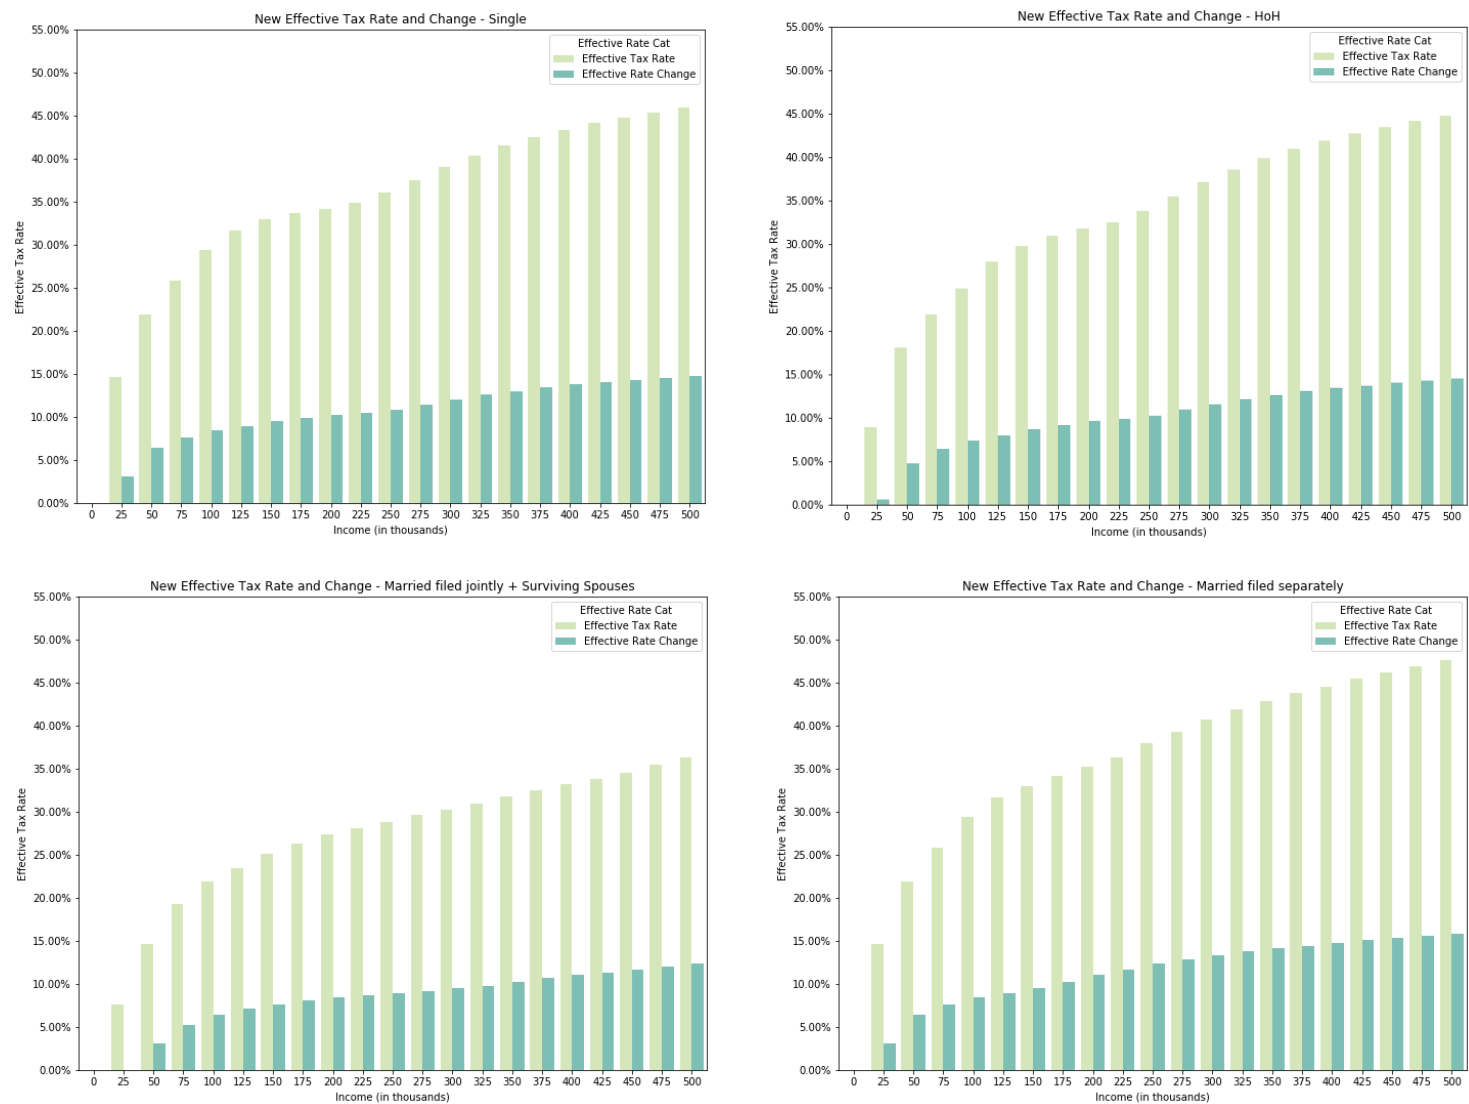 New Effective Tax Rate and Change - Single
Effective Rate Cat
Effective Tax Rate
Effective Rate Change
55.00%
50.00%
45.00%
40.00%
35.00%
30.00%
25.00%
20.00%
15.00%
10.00%
5.00%
0.00%
Effective Tax Rate
0 25 50 75 100 125 150 175 200 225 250 275 300 325 350 375 400 425 450 475 500
Income (in thousands)
New Effective Tax Rate and Change - HoH
Effective Rate Cat
Effective Tax Rate
Effective Rate Change
55.00%
50.00%
45.00%
40.00%
35.00%
30.00%
25.00%
20.00%
15.00%
10.00%
5.00%
0.00%
Effective Tax Rate
0 25 50 75 100 125 150 175 200 225 250 275 300 325 350 375 400 425 450 475 500
Income (in thousands)
New Effective Tax Rate and Change - Married filed jointly + Surviving Spouses
Effective Rate Cat
Effective Tax Rate
Effective Rate Change
55.00%
50.00%
45.00%
40.00%
35.00%
30.00%
25.00%
20.00%
15.00%
10.00%
5.00%
0.00%
Effective Tax Rate
0 25 50 75 100 125 150 175 200 225 250 275 300 325 350 375 400 425 450 475 500
Income (in thousands)
New Effective Tax Rate and Change - Married filed separately
Effective Rate Cat
Effective Tax Rate
Effective Rate Change
55.00%
50.00%
45.00%
40.00%
35.00%
30.00%
25.00%
20.00%
15.00%
10.00%
5.00%
0.00%
Effective Tax Rate
0 25 50 75 100 125 150 175 200 225 250 275 300 325 350 375 400 425 450 475 500
Income (in thousands)